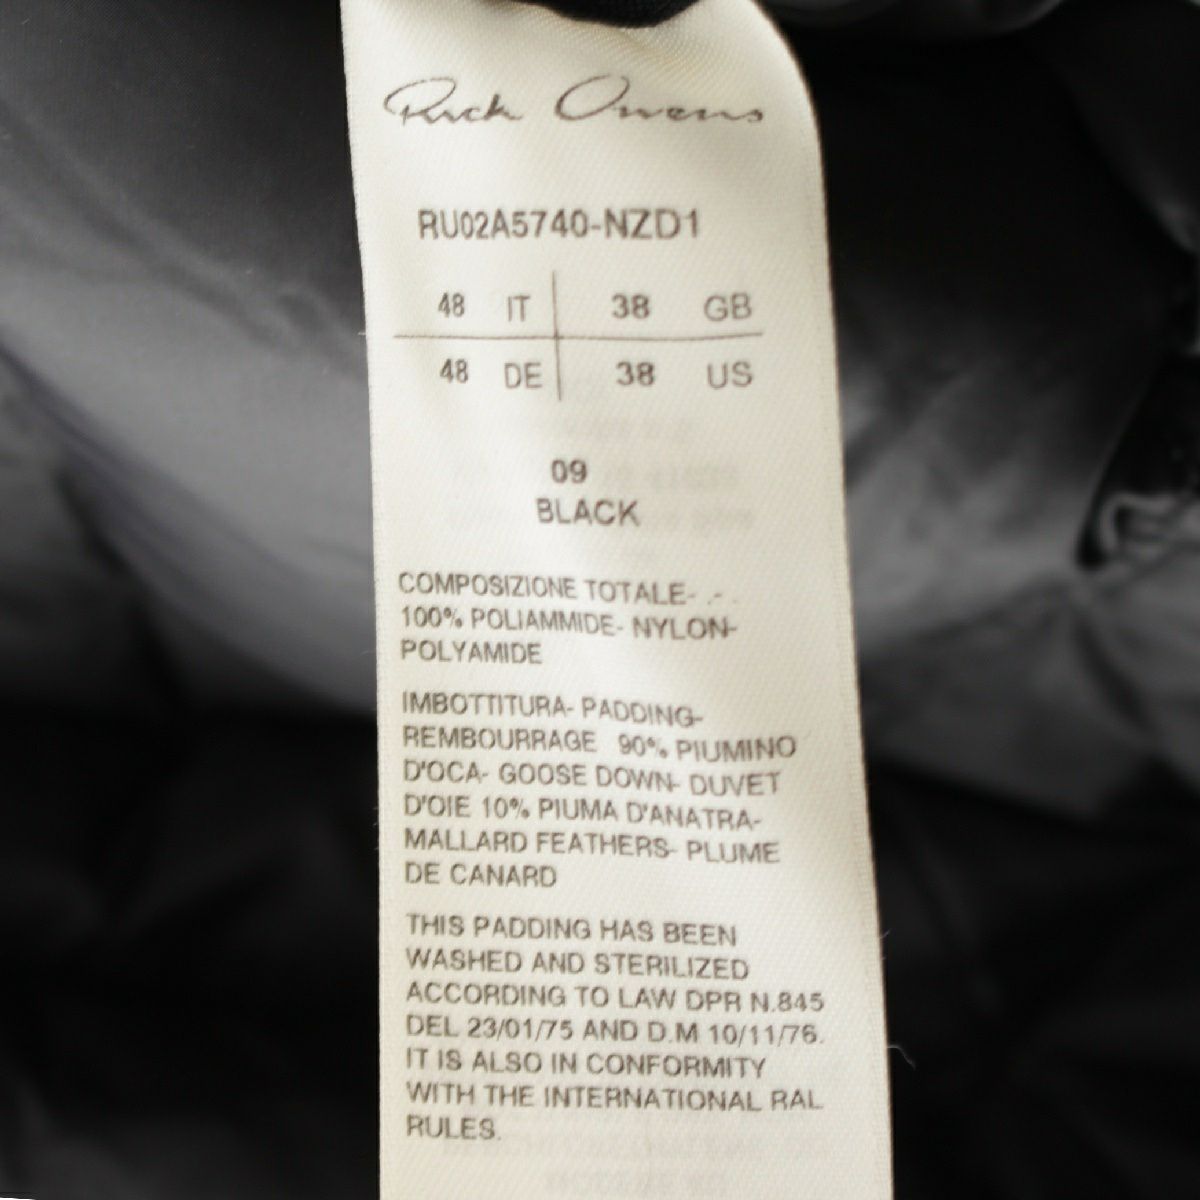 Rick Owens
RU02A5740-NZD1
48 IT 38 GB
48 DE 38 US
09
BLACK
COMPOSIZIONE TOTALE- .- .
100% POLIAMMIDE- NYLON-
POLYAMIDE
IMBOTTITURA- PADDING-
REMBOURRAGE 90% PIUMINO
D'OCA- GOOSE DOWN- DUVET
D'OIE 10% PIUMA D'ANATRA-
MALLARD FEATHERS- PLUME
DE CANARD
THIS PADDING HAS BEEN
WASHED AND STERILIZED
ACCORDING TO LAW DPR N.845
DEL 23/01/75 AND D.M 10/11/76.
IT IS ALSO IN CONFORMITY
WITH THE INTERNATIONAL RAL
RULES.